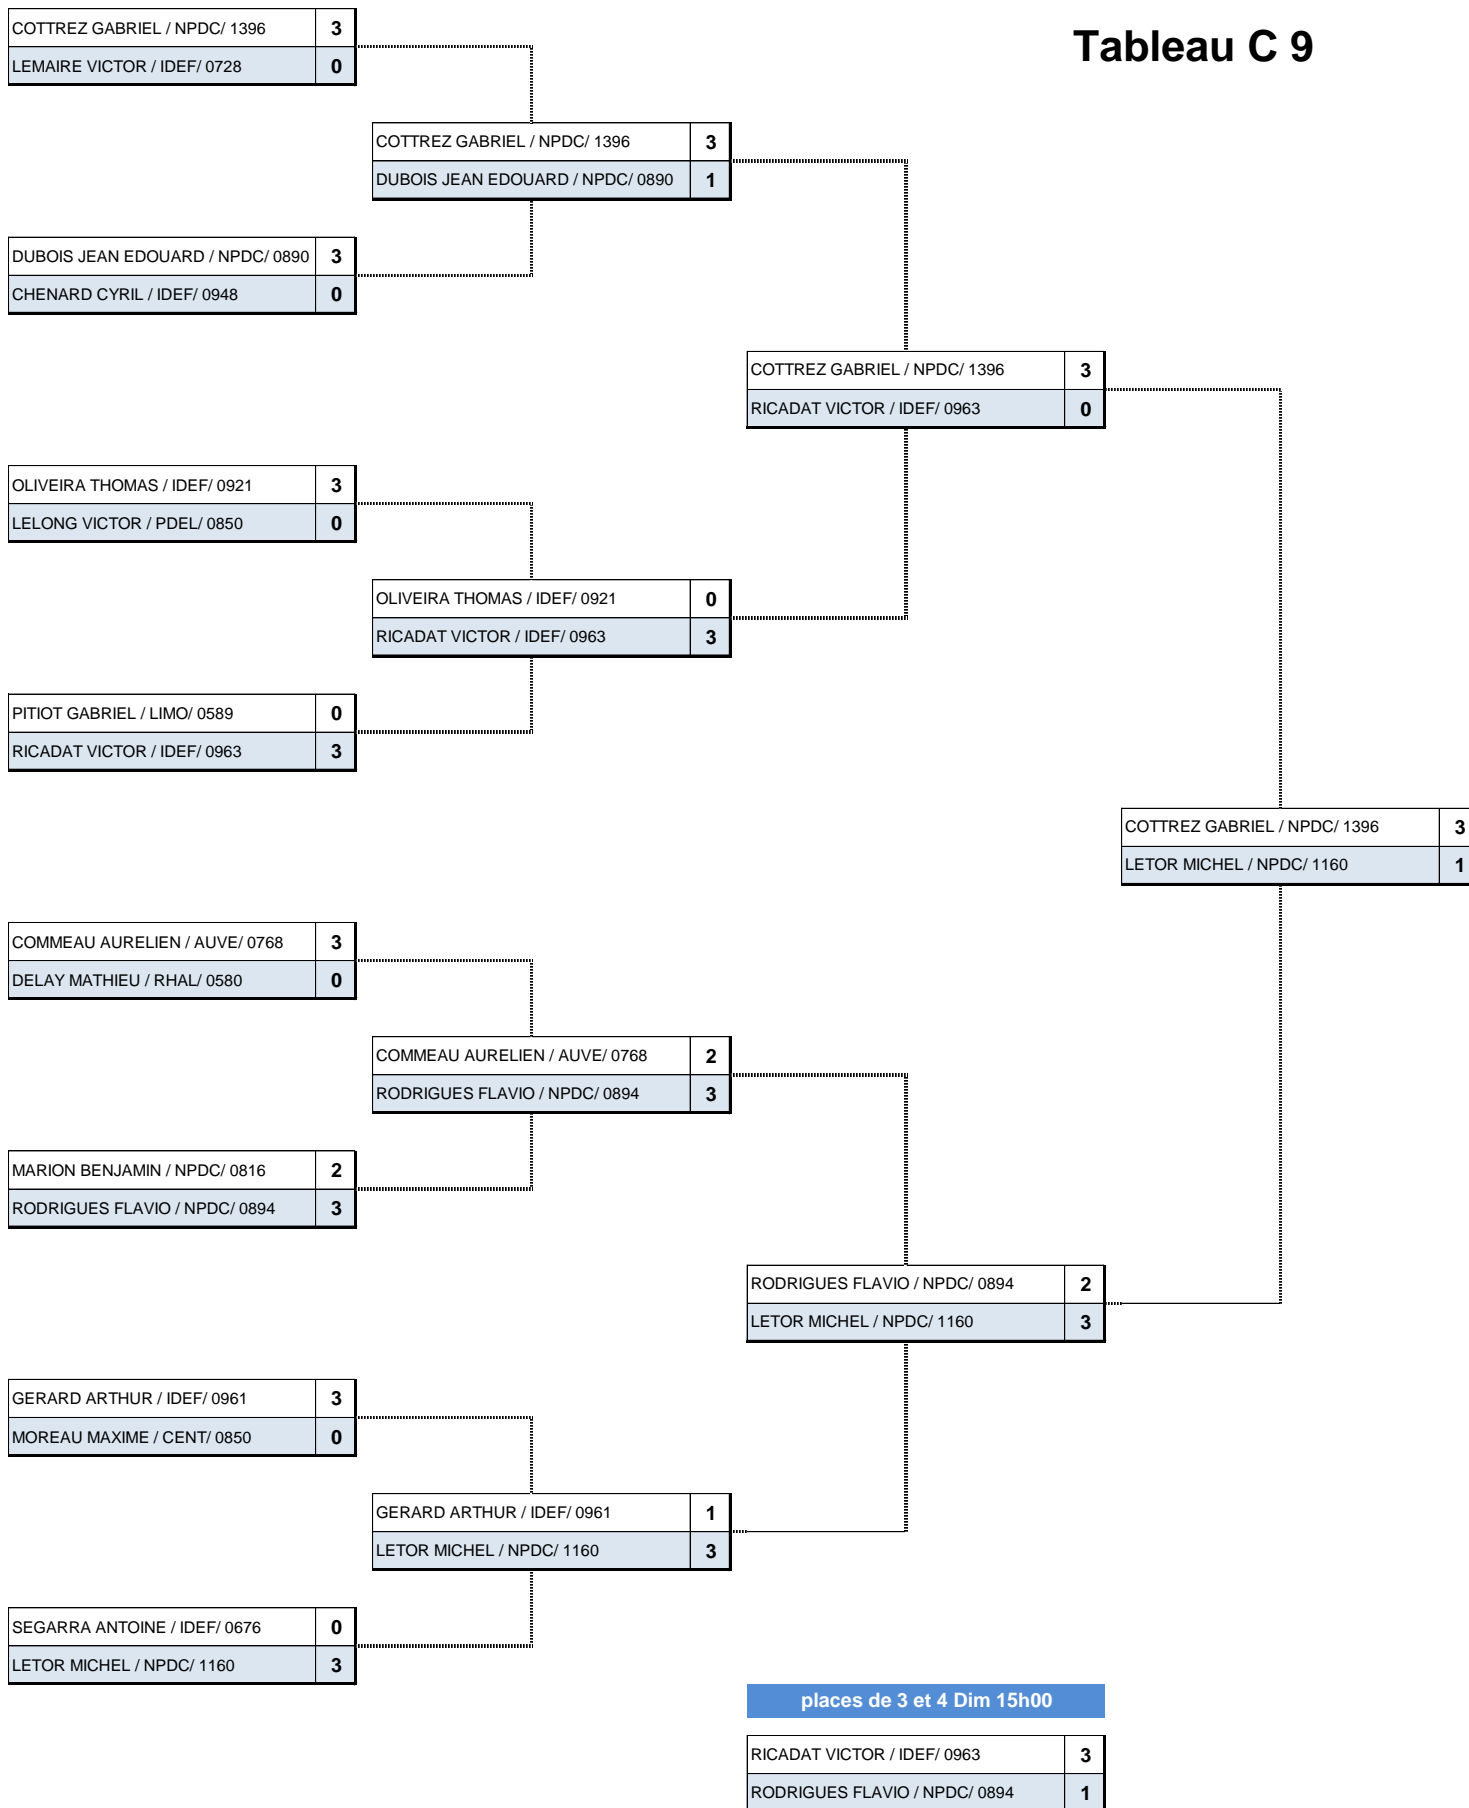 Tableau C 9
COTTREZ GABRIEL / NPDC/ 1396 3
LEMAIRE VICTOR / IDEF/ 0728 0
COTTREZ GABRIEL / NPDC/ 1396 3
DUBOIS JEAN EDOUARD / NPDC/ 0890 1
DUBOIS JEAN EDOUARD / NPDC/ 0890 3
CHENARD CYRIL / IDEF/ 0948 0
COTTREZ GABRIEL / NPDC/ 1396 3
RICADAT VICTOR / IDEF/ 0963 0
OLIVEIRA THOMAS / IDEF/ 0921 3
LELONG VICTOR / PDEL/ 0850 0
OLIVEIRA THOMAS / IDEF/ 0921 0
RICADAT VICTOR / IDEF/ 0963 3
PITIOT GABRIEL / LIMO/ 0589 0
RICADAT VICTOR / IDEF/ 0963 3
COTTREZ GABRIEL / NPDC/ 1396 3
LETOR MICHEL / NPDC/ 1160 1
COMMEAU AURELIEN / AUVE/ 0768 3
DELAY MATHIEU / RHAL/ 0580 0
COMMEAU AURELIEN / AUVE/ 0768 2
RODRIGUES FLAVIO / NPDC/ 0894 3
MARION BENJAMIN / NPDC/ 0816 2
RODRIGUES FLAVIO / NPDC/ 0894 3
RODRIGUES FLAVIO / NPDC/ 0894 2
LETOR MICHEL / NPDC/ 1160 3
GERARD ARTHUR / IDEF/ 0961 3
MOREAU MAXIME / CENT/ 0850 0
GERARD ARTHUR / IDEF/ 0961 1
LETOR MICHEL / NPDC/ 1160 3
SEGARRA ANTOINE / IDEF/ 0676 0
LETOR MICHEL / NPDC/ 1160 3
places de 3 et 4 Dim 15h00
RICADAT VICTOR / IDEF/ 0963 3
RODRIGUES FLAVIO / NPDC/ 0894 1